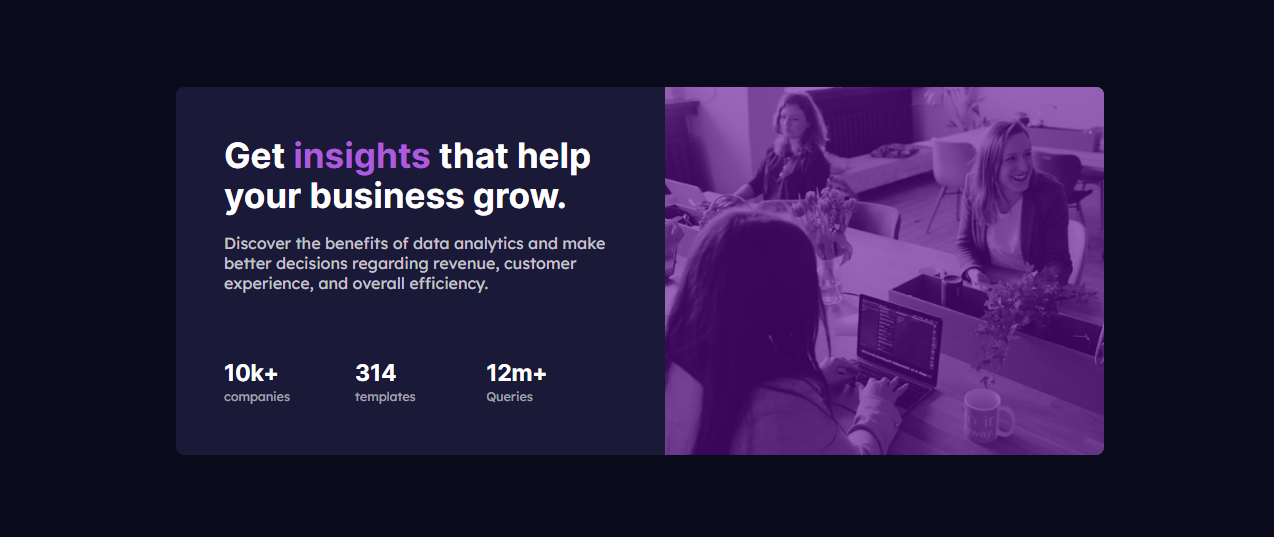 Get insights that help
your business grow.
Discover the benefits of data analytics and make
better decisions regarding revenue, customer
experience, and overall efficiency.
10k+ 314 12m+
companies templates Queries